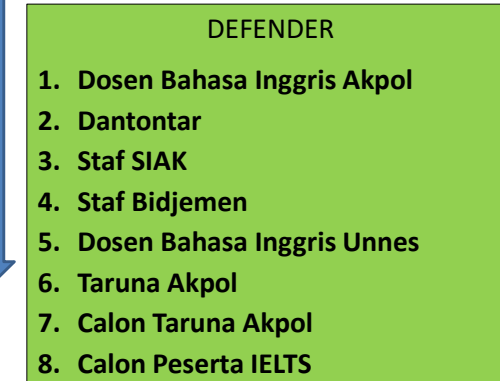 DEFENDER
1. Dosen Bahasa Inggris Akpol
2. Dantontar
3. Staf SIAK
4. Staf Bidjemen
5. Dosen Bahasa Inggris Unnes
6. Taruna Akpol
7. Calon Taruna Akpol
8. Calon Peserta IELTS